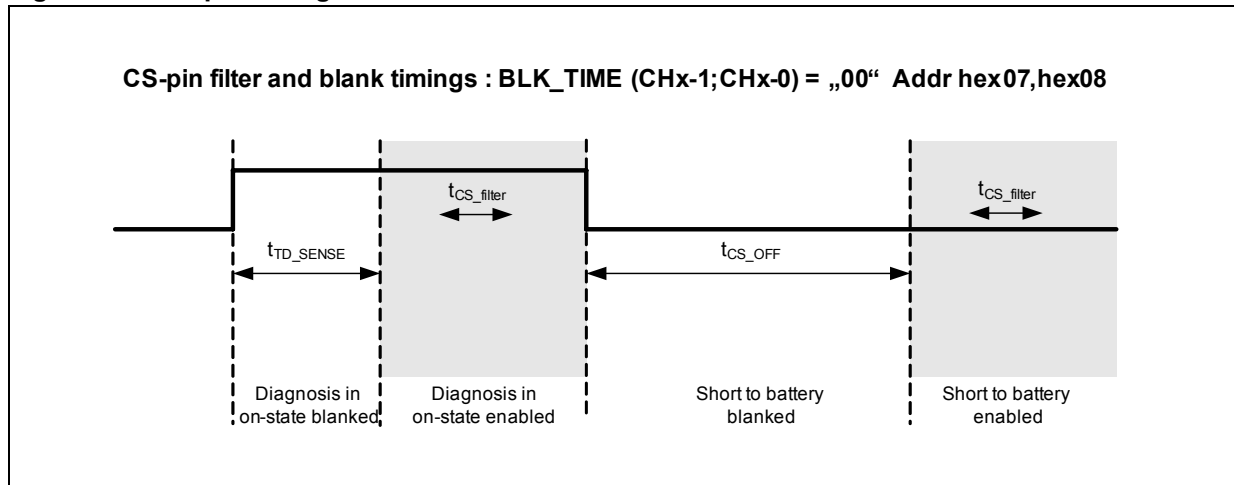 CS-pin filter and blank timings : BLK_TIME (CHx-1;CHx-0) = „00“ Addr hex07,hex08
tCS_filter
tCS_filter
tTD_SENSE
tCS_OFF
Diagnosis in
on-state blanked
Diagnosis in
on-state enabled
Short to battery
blanked
Short to battery
enabled